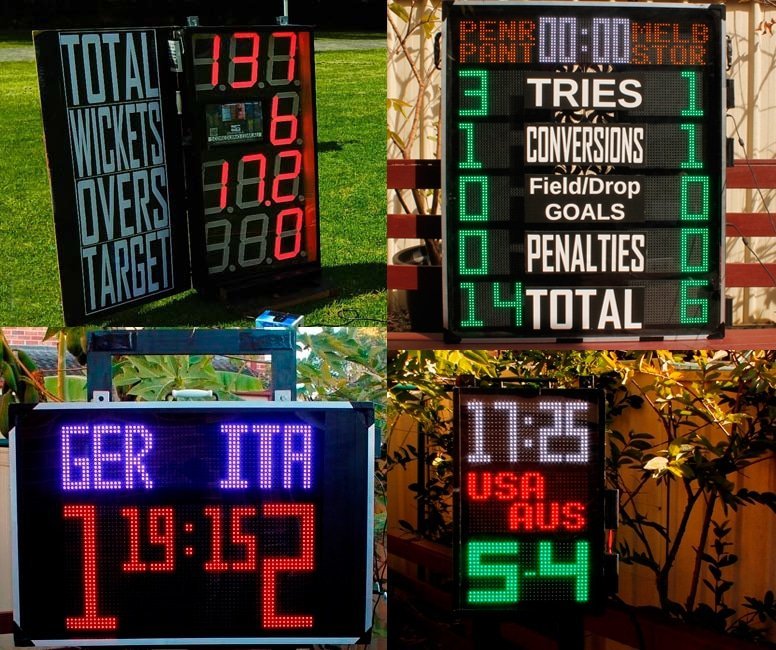 TOTAL 137
WICKETS 6
OVERS 17.2
TARGET 0
PENR 00:00 MELB
PANT STOR
3 TRIES 1
1 CONVERSIONS 1
0 Field/Drop GOALS 0
0 PENALTIES 0
14 TOTAL 6
GER ITA
1 19:15 2
17:25
USA
AUS
5-4